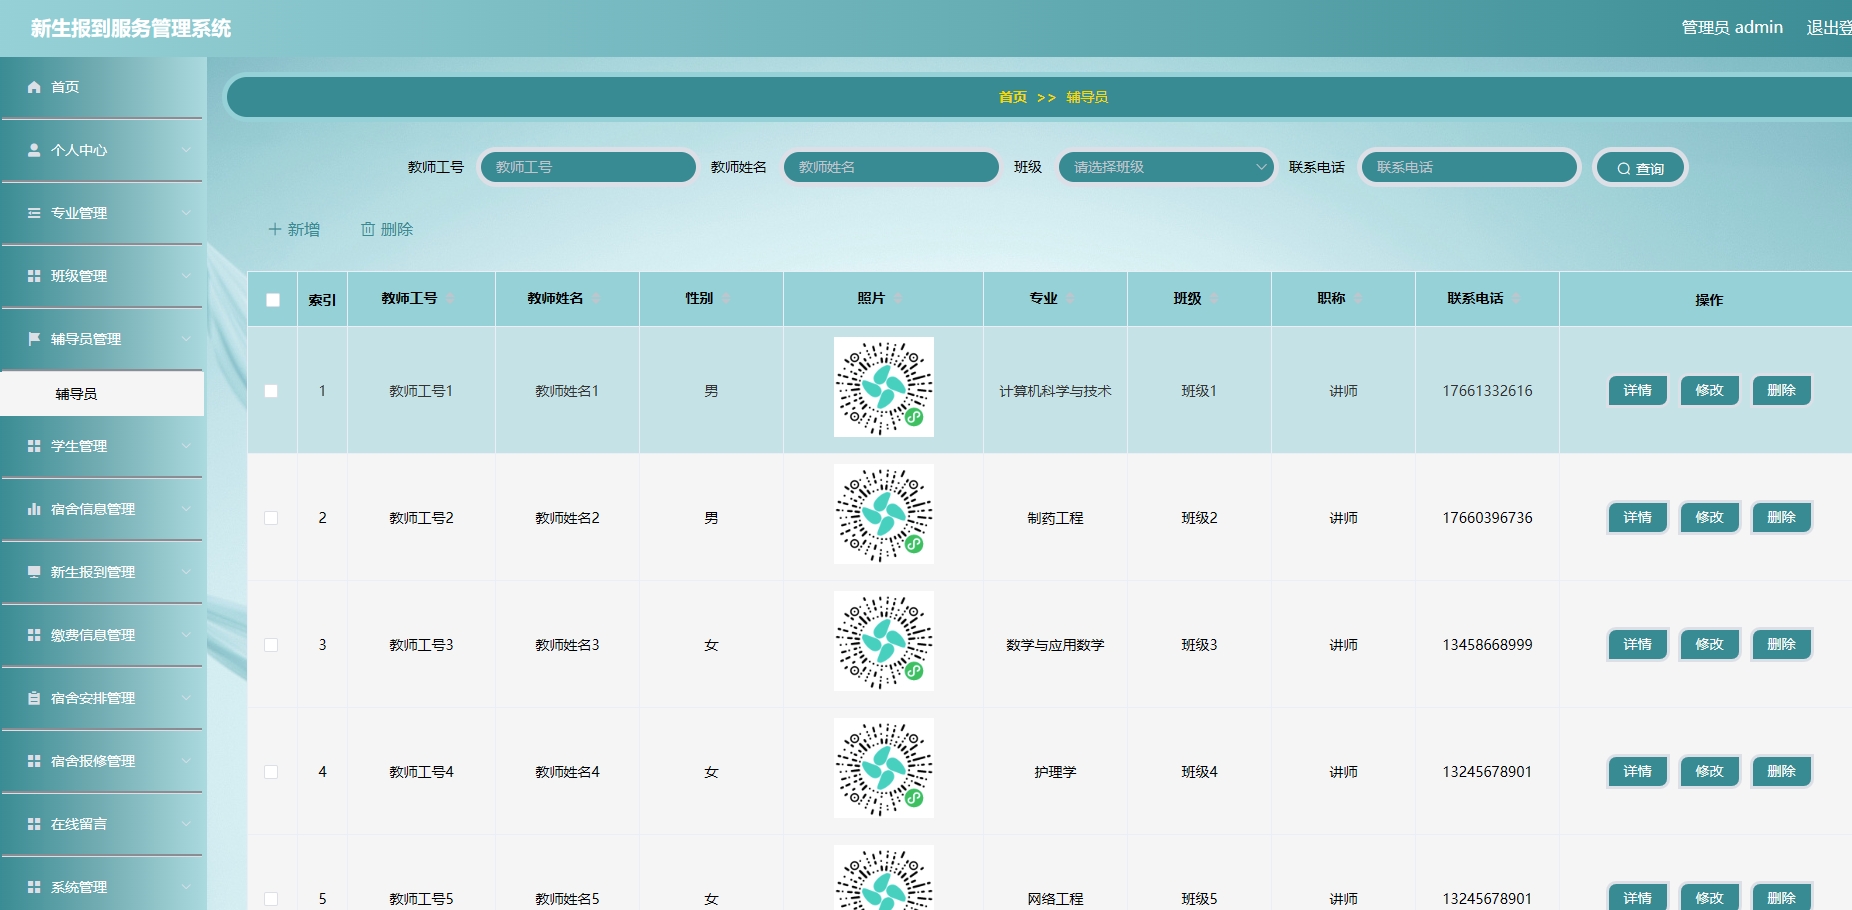 新生报到服务管理系统
管理员 admin
退出登
首页
个人中心
专业管理
班级管理
辅导员管理
辅导员
学生管理
宿舍信息管理
新生报到管理
缴费信息管理
宿舍安排管理
宿舍报修管理
在线留言
系统管理
首页 >> 辅导员
教师工号 教师工号 教师姓名 教师姓名 班级 请选择班级 联系电话 联系电话 查询
新增 删除
索引 教师工号 教师姓名 性别 照片 专业 班级 职称 联系电话 操作
1 教师工号1 教师姓名1 男 计算机科学与技术 班级1 讲师 17661332616 详情 修改 删除
2 教师工号2 教师姓名2 男 制药工程 班级2 讲师 17660396736 详情 修改 删除
3 教师工号3 教师姓名3 女 数学与应用数学 班级3 讲师 13458668999 详情 修改 删除
4 教师工号4 教师姓名4 女 护理学 班级4 讲师 13245678901 详情 修改 删除
5 教师工号5 教师姓名5 女 网络工程 班级5 讲师 13245678901 详情 修改 删除